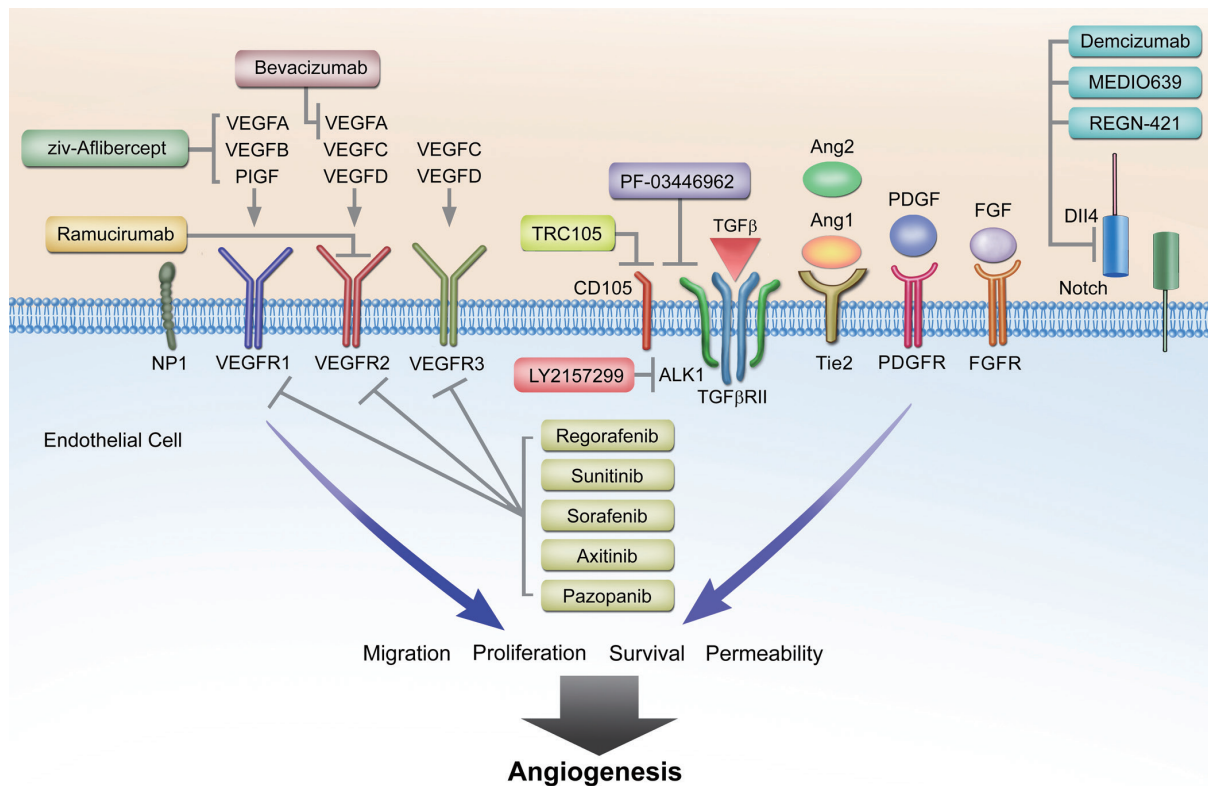 Demcizumab
MEDIO639
REGN-421
Bevacizumab
ziv-Aflibercept
VEGFA
VEGFB
PIGF
VEGFA
VEGFC
VEGFD
VEGFC
VEGFD
PF-03446962
Ang2
Ang1
PDGF
FGF
Ramucirumab
TRC105
TGFβ
DII4
CD105
Notch
NP1
VEGFR1
VEGFR2
VEGFR3
LY2157299
ALK1
TGFβRII
Tie2
PDGFR
FGFR
Endothelial Cell
Regorafenib
Sunitinib
Sorafenib
Axitinib
Pazopanib
Migration Proliferation Survival Permeability
Angiogenesis